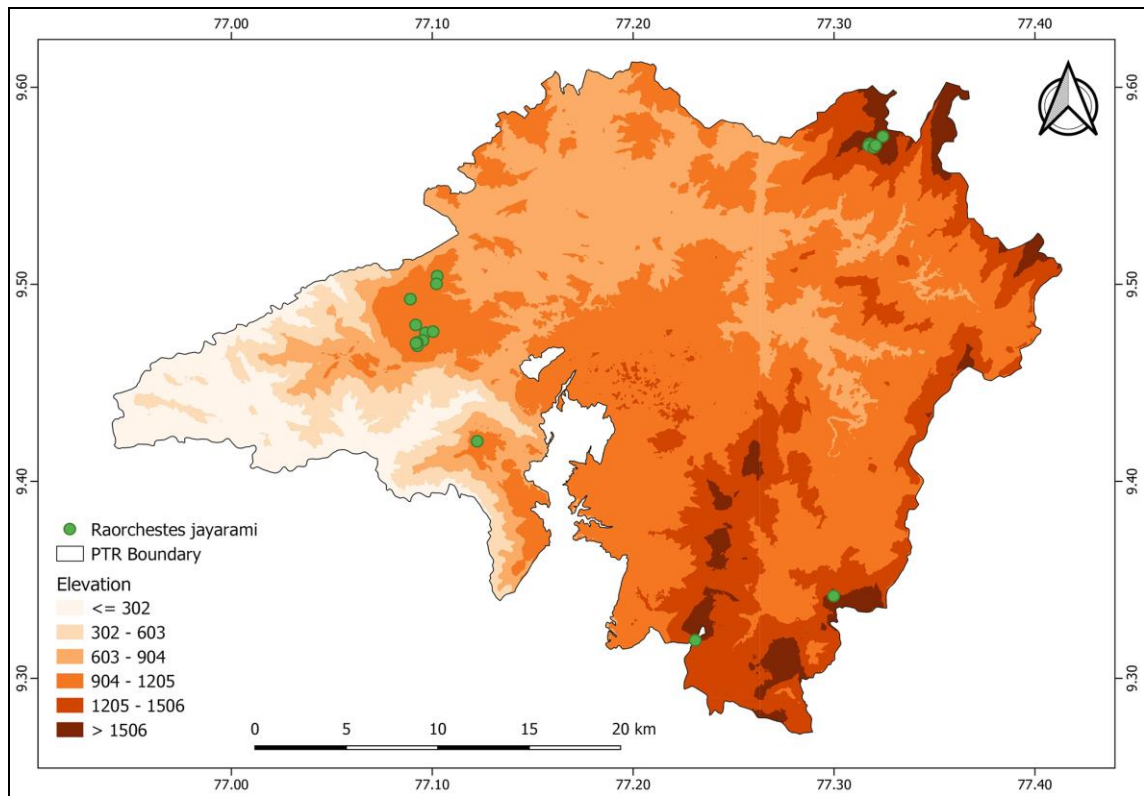 77.00 77.10 77.20 77.30 77.40
9.60 9.60
9.50 9.50
9.40 9.40
9.30 9.30
Raorchestes jayarami
PTR Boundary
Elevation
<= 302
302 - 603
603 - 904
904 - 1205
1205 - 1506
> 1506
0 5 10 15 20 km
77.00 77.10 77.20 77.30 77.40